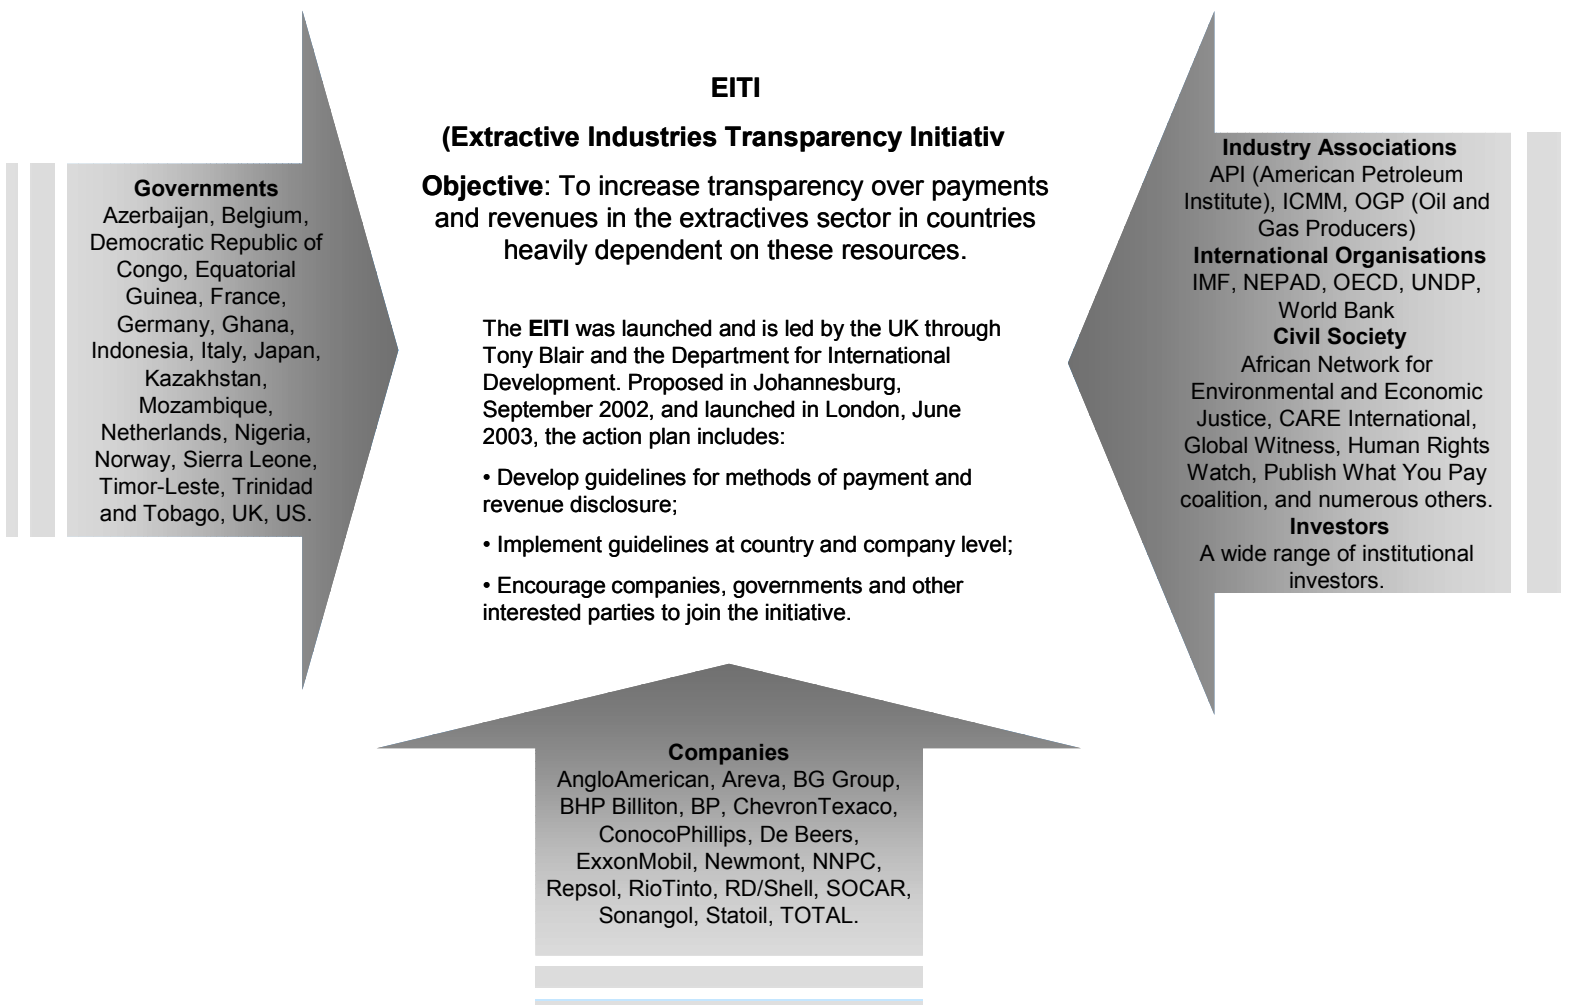 EITI
(Extractive Industries Transparency Initiativ
Objective: To increase transparency over payments
and revenues in the extractives sector in countries
heavily dependent on these resources.
The EITI was launched and is led by the UK through
Tony Blair and the Department for International
Development. Proposed in Johannesburg,
September 2002, and launched in London, June
2003, the action plan includes:
• Develop guidelines for methods of payment and
revenue disclosure;
• Implement guidelines at country and company level;
• Encourage companies, governments and other
interested parties to join the initiative.
Governments
Azerbaijan, Belgium,
Democratic Republic of
Congo, Equatorial
Guinea, France,
Germany, Ghana,
Indonesia, Italy, Japan,
Kazakhstan,
Mozambique,
Netherlands, Nigeria,
Norway, Sierra Leone,
Timor-Leste, Trinidad
and Tobago, UK, US.
Industry Associations
API (American Petroleum
Institute), ICMM, OGP (Oil and
Gas Producers)
International Organisations
IMF, NEPAD, OECD, UNDP,
World Bank
Civil Society
African Network for
Environmental and Economic
Justice, CARE International,
Global Witness, Human Rights
Watch, Publish What You Pay
coalition, and numerous others.
Investors
A wide range of institutional
investors.
Companies
AngloAmerican, Areva, BG Group,
BHP Billiton, BP, ChevronTexaco,
ConocoPhillips, De Beers,
ExxonMobil, Newmont, NNPC,
Repsol, RioTinto, RD/Shell, SOCAR,
Sonangol, Statoil, TOTAL.